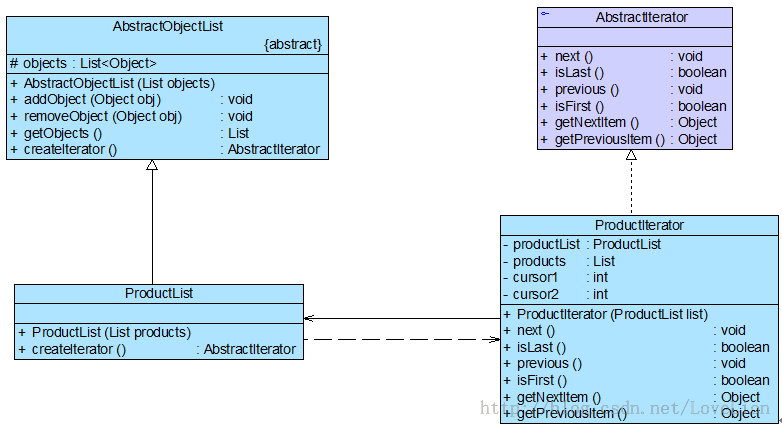 AbstractObjectList
{abstract}
# objects : List<Object>
+ AbstractObjectList (List objects)
+ addObject (Object obj) : void
+ removeObject (Object obj) : void
+ getObjects () : List
+ createIterator () : AbstractIterator
AbstractIterator
+ next () : void
+ isLast () : boolean
+ previous () : void
+ isFirst () : boolean
+ getNextItem () : Object
+ getPreviousItem () : Object
ProductList
+ ProductList (List products)
+ createIterator () : AbstractIterator
ProductIterator
- productList : ProductList
- products : List
- cursor1 : int
- cursor2 : int
+ ProductIterator (ProductList list)
+ next () : void
+ isLast () : boolean
+ previous () : void
+ isFirst () : boolean
+ getNextItem () : Object
+ getPreviousItem () : Object
http://blog.csdn.net/LoveLion